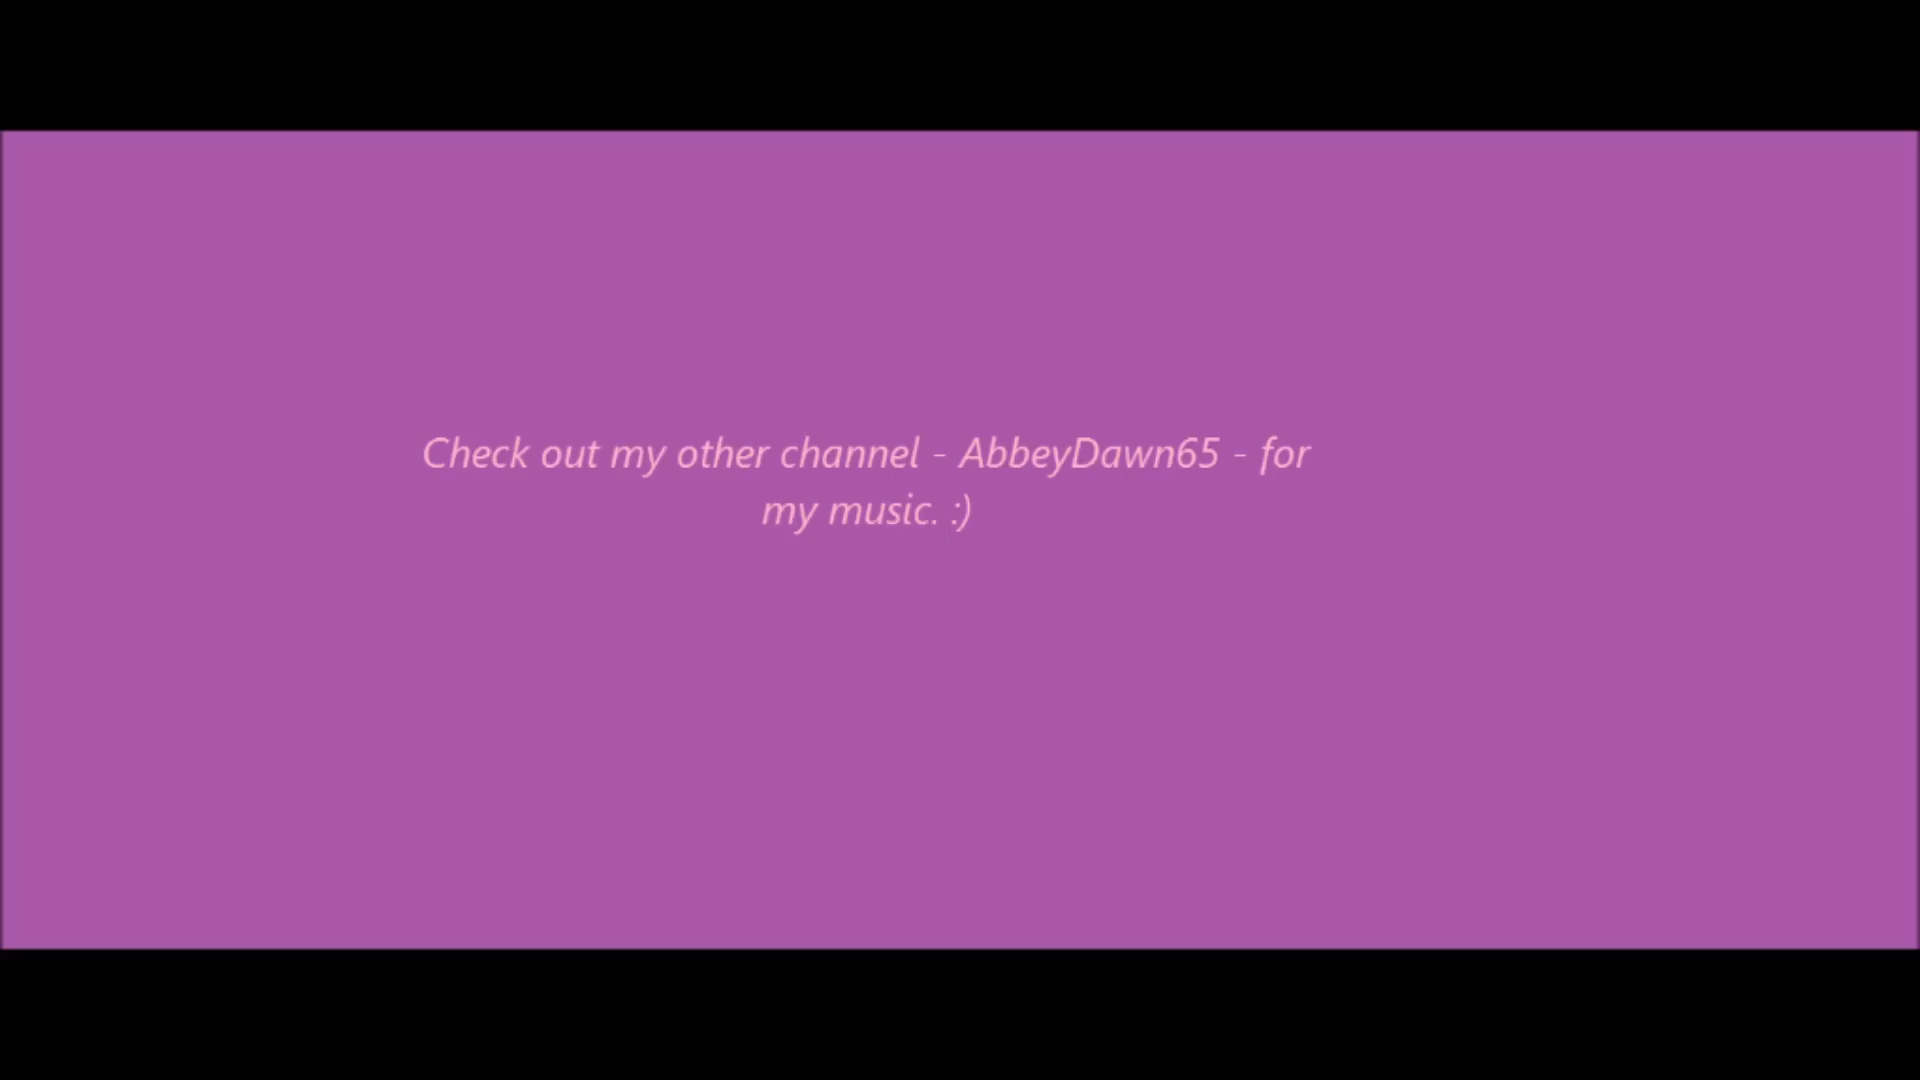 Check out my other channel - AbbeyDawn65 - for
my music. :)